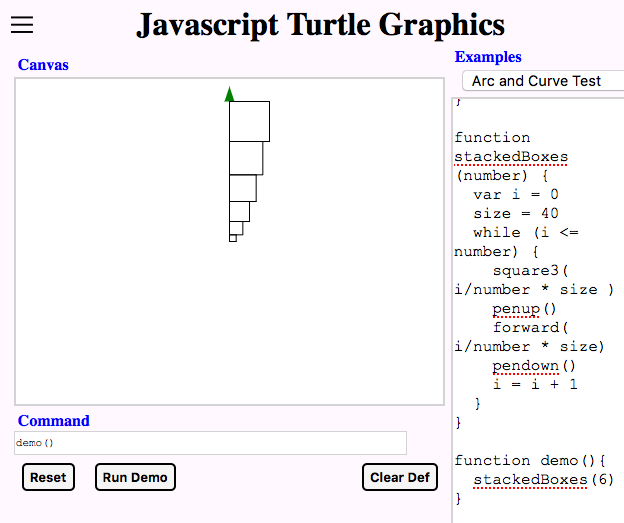 Javascript Turtle Graphics
Canvas
Examples
Arc and Curve Test
}
function
stackedBoxes
(number) {
var i = 0
size = 40
while (i <=
number) {
square3(
i/number * size )
penup()
forward(
i/number * size)
pendown()
i = i + 1
}
}
function demo(){
stackedBoxes(6)
}
Command
demo()
Reset
Run Demo
Clear Def